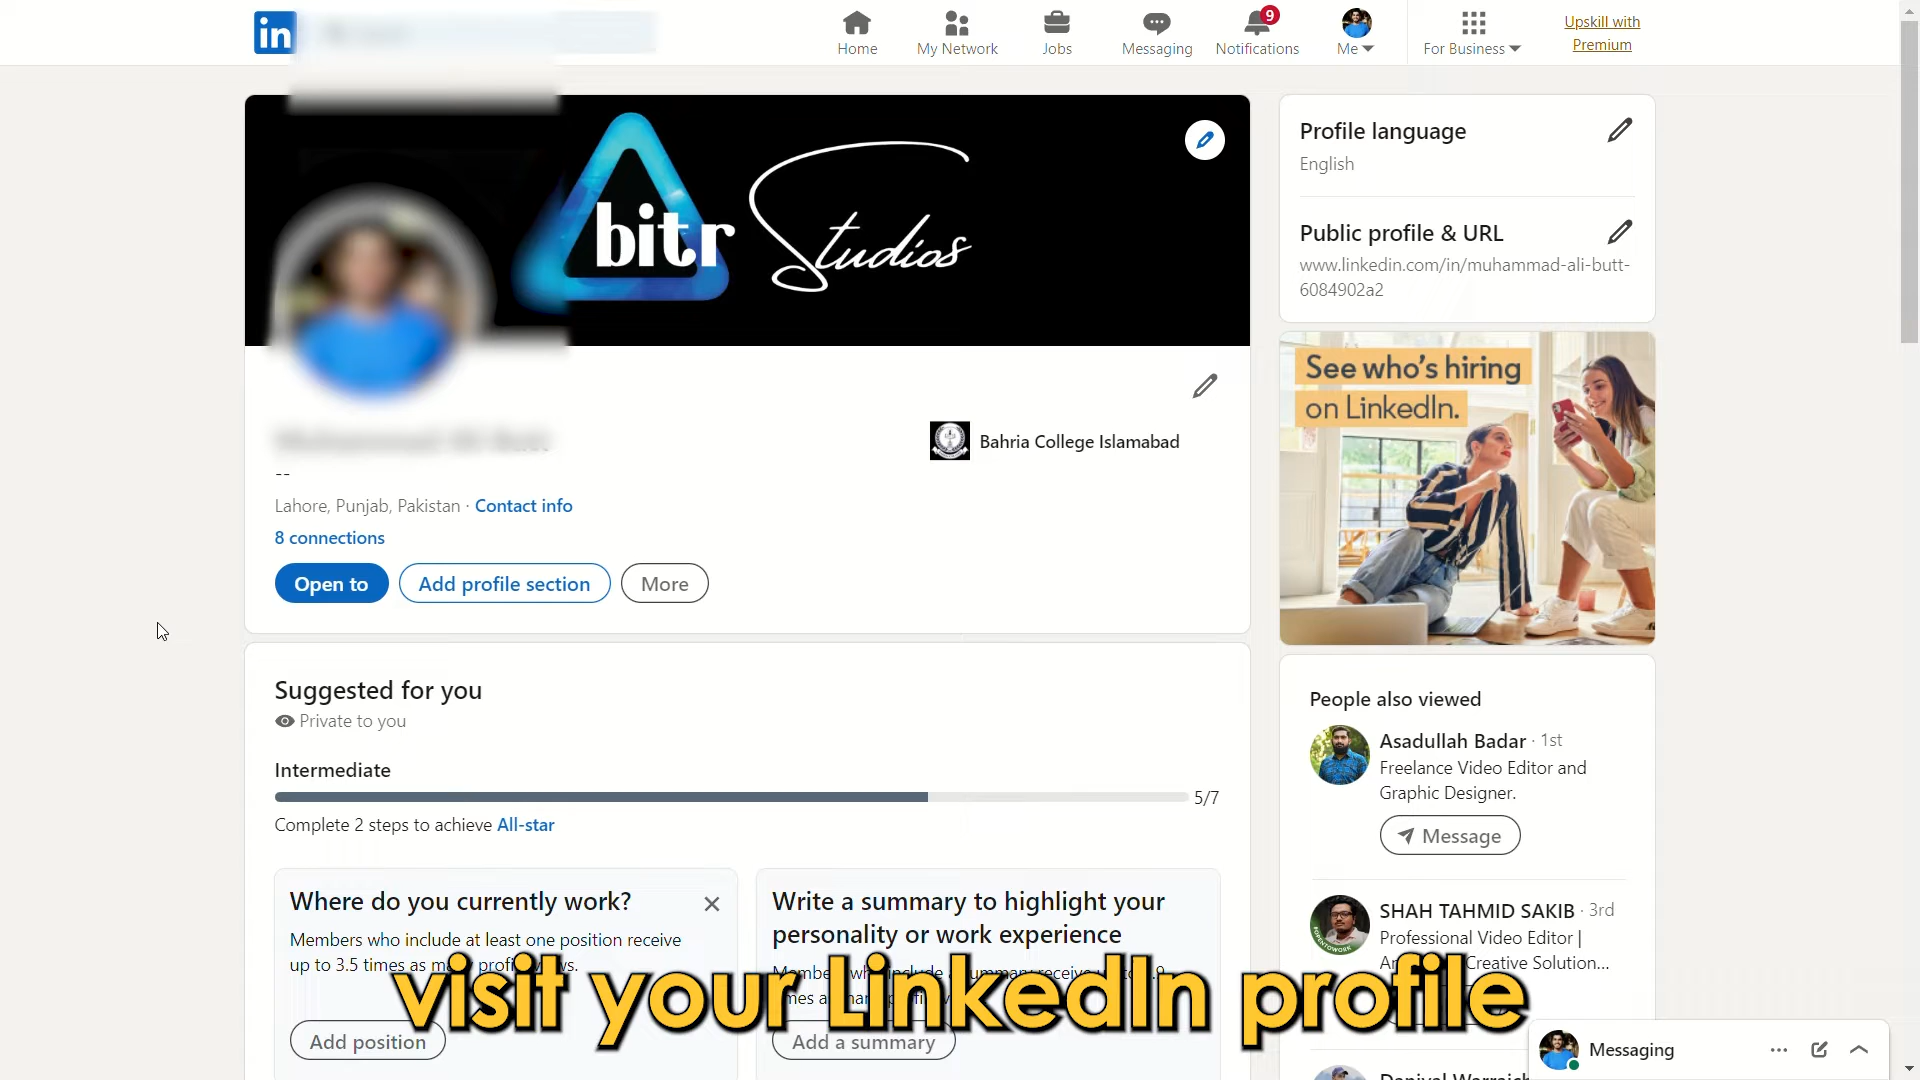 in
Home
My Network
Jobs
Messaging
9
Notifications
Me
For Business
Upskill with
Premium
bitr Studios
Bahria College Islamabad
--
Lahore, Punjab, Pakistan · Contact info
8 connections
Open to
Add profile section
More
Suggested for you
Private to you
Intermediate
5/7
Complete 2 steps to achieve All-star
Where do you currently work?
Members who include at least one position receive
up to 3.5 times as many profile views.
Add position
Write a summary to highlight your
personality or work experience
Add a summary
visit your LinkedIn profile
Profile language
English
Public profile & URL
www.linkedin.com/in/muhammad-ali-butt-
6084902a2
See who's hiring
on LinkedIn.
People also viewed
Asadullah Badar · 1st
Freelance Video Editor and
Graphic Designer.
Message
SHAH TAHMID SAKIB · 3rd
Professional Video Editor |
Creative Solution...
#OPENTOWORK
Messaging